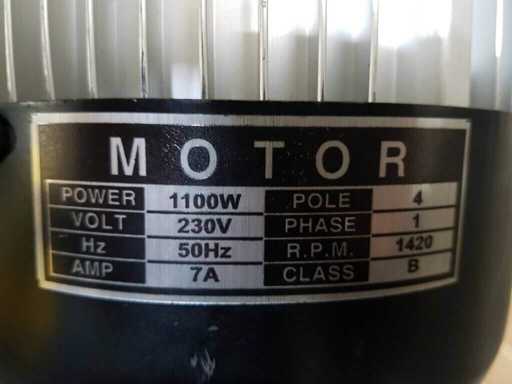 MOTOR
POWER 1100W POLE 4
VOLT 230V PHASE 1
Hz 50Hz R.P.M. 1420
AMP 7A CLASS B